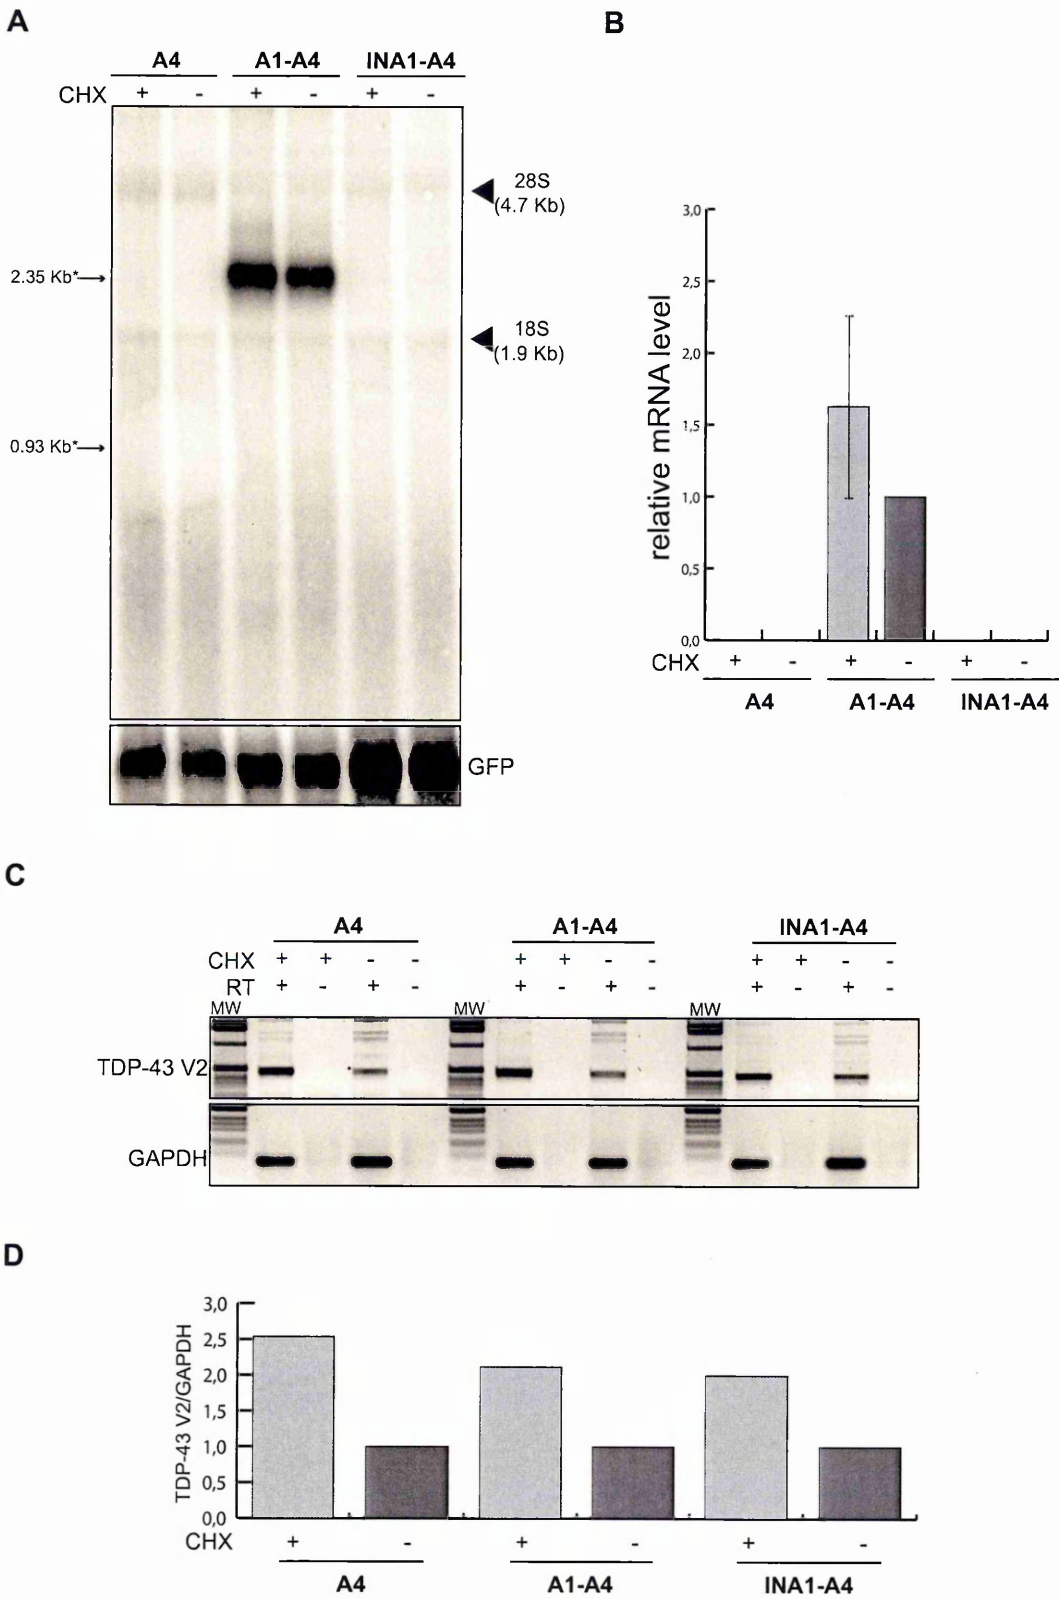 A
A4 A1-A4 INA1-A4
CHX + - + - + -
28S
(4.7 Kb)
2.35 Kb*
18S
(1.9 Kb)
0.93 Kb*
GFP
B
relative mRNA level
3,0
2,5
2,0
1,5
1,0
0,5
0,0
CHX + - + - + -
A4 A1-A4 INA1-A4
C
A4 A1-A4 INA1-A4
CHX + + - - + + - - + + - -
RT + - + - + - + - + - + -
MW MW MW
TDP-43 V2
GAPDH
D
TDP-43 V2/GAPDH
3,0
2,5
2,0
1,5
1,0
0,5
0,0
CHX + - + - + -
A4 A1-A4 INA1-A4